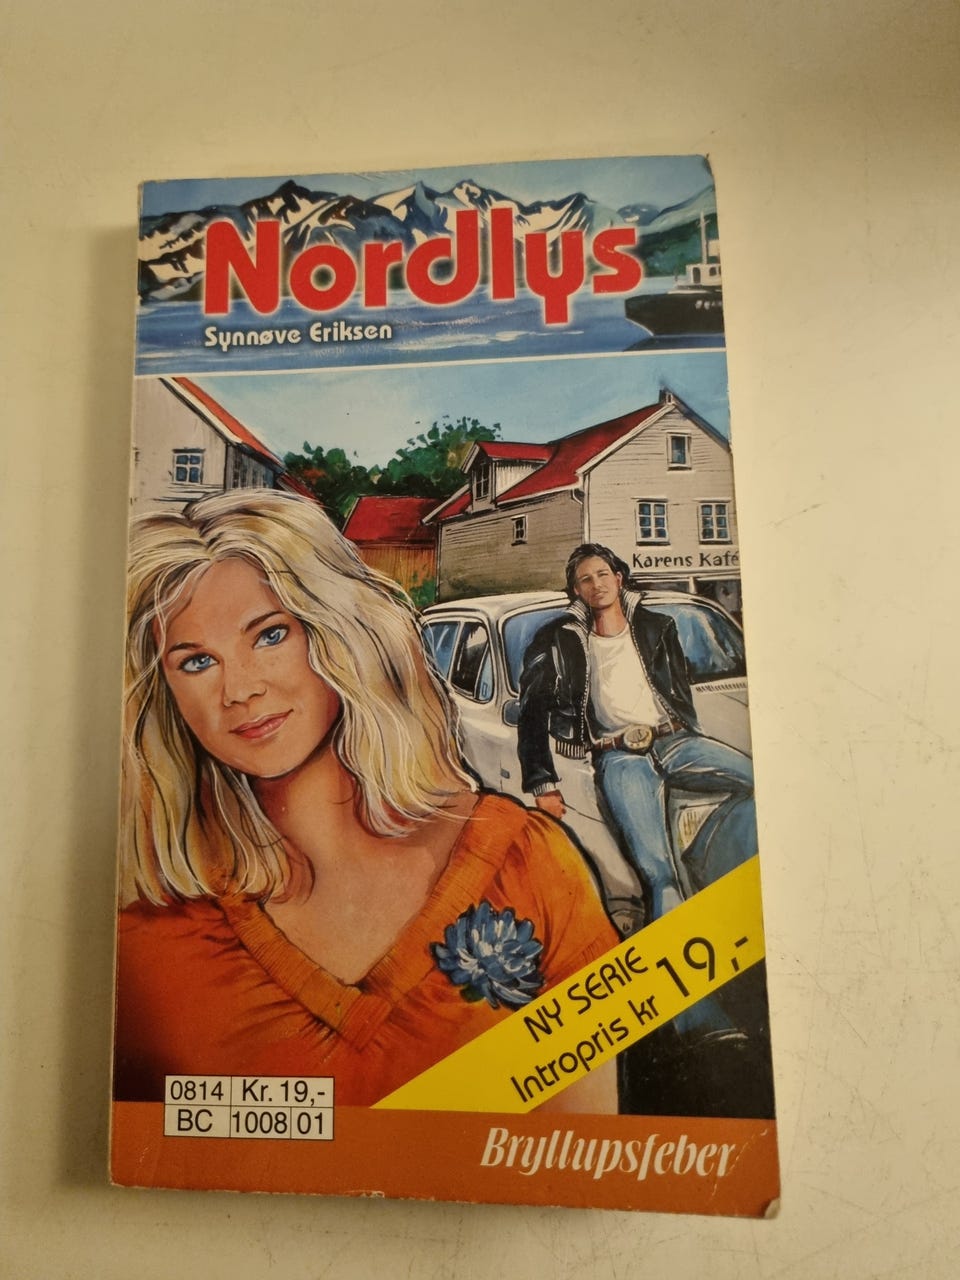 Nordlys
Synnøve Eriksen
Karens Kafé
NY SERIE
Intropris kr 19,-
0814 Kr. 19,-
BC 1008 01
Bryllupsfeber